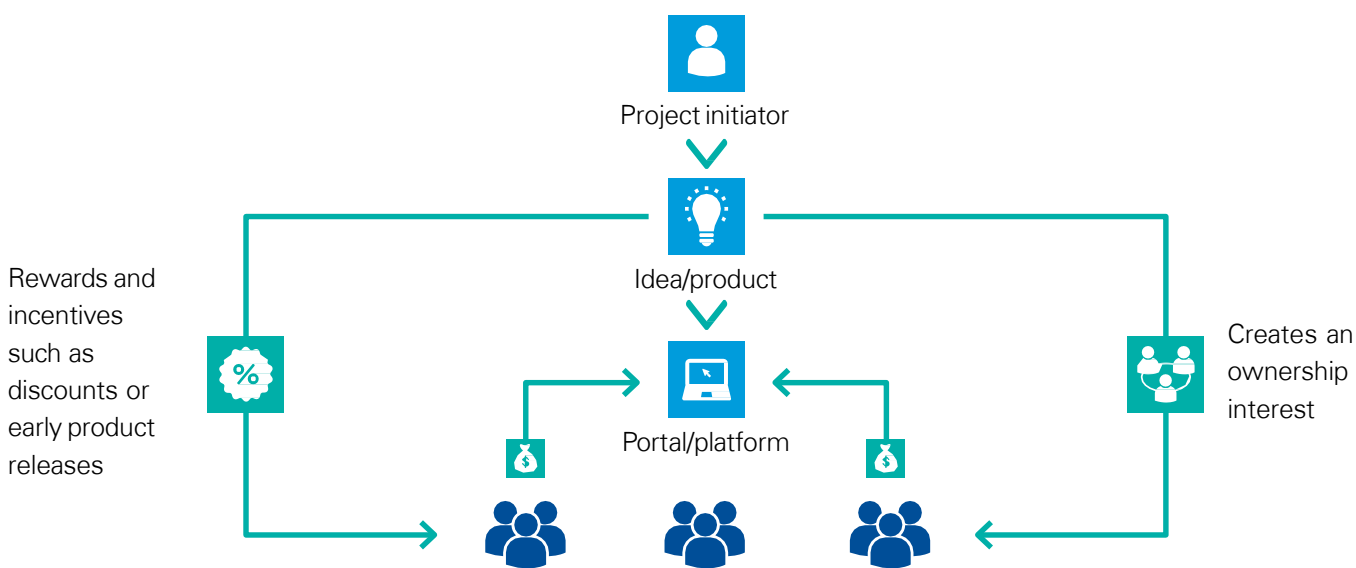 Project initiator
Idea/product
Rewards and
incentives
such as
discounts or
early product
releases
%
Creates an
ownership
interest
Portal/platform
$
$